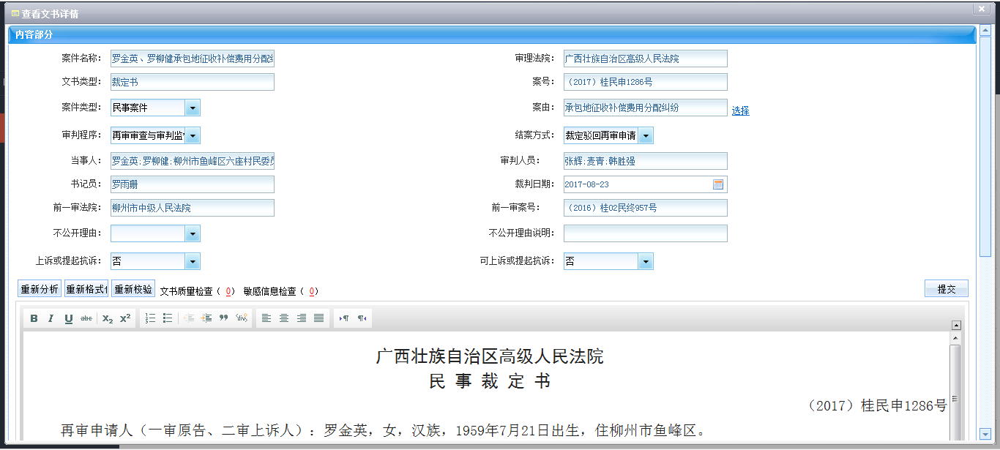 查看文书详情
内容部分
案件名称： 罗金英、罗柳健承包地征收补偿费用分配纠 审理法院： 广西壮族自治区高级人民法院
文书类型： 裁定书 案号： （2017）桂民申1286号
案件类型： 民事案件 案由： 承包地征收补偿费用分配纠纷 选择
审判程序： 再审审查与审判监 结案方式： 裁定驳回再审申请
当事人： 罗金英;罗柳健;柳州市鱼峰区六座村民委员 审判人员： 张辉;麦青;韩胜强
书记员： 罗雨珊 裁判日期： 2017-08-23
前一审法院： 柳州市中级人民法院 前一审案号： （2016）桂02民终957号
不公开理由： 不公开理由说明：
上诉或提起抗诉： 否 可上诉或提起抗诉： 否
重新分析 重新格式化 重新校验 文书质量检查（ 0） 敏感信息检查（ 0） 提交
B I U abc X₂ X² div
广西壮族自治区高级人民法院
民 事 裁 定 书
（2017）桂民申1286号
再审申请人（一审原告、二审上诉人）：罗金英，女，汉族，1959年7月21日出生，住柳州市鱼峰区。